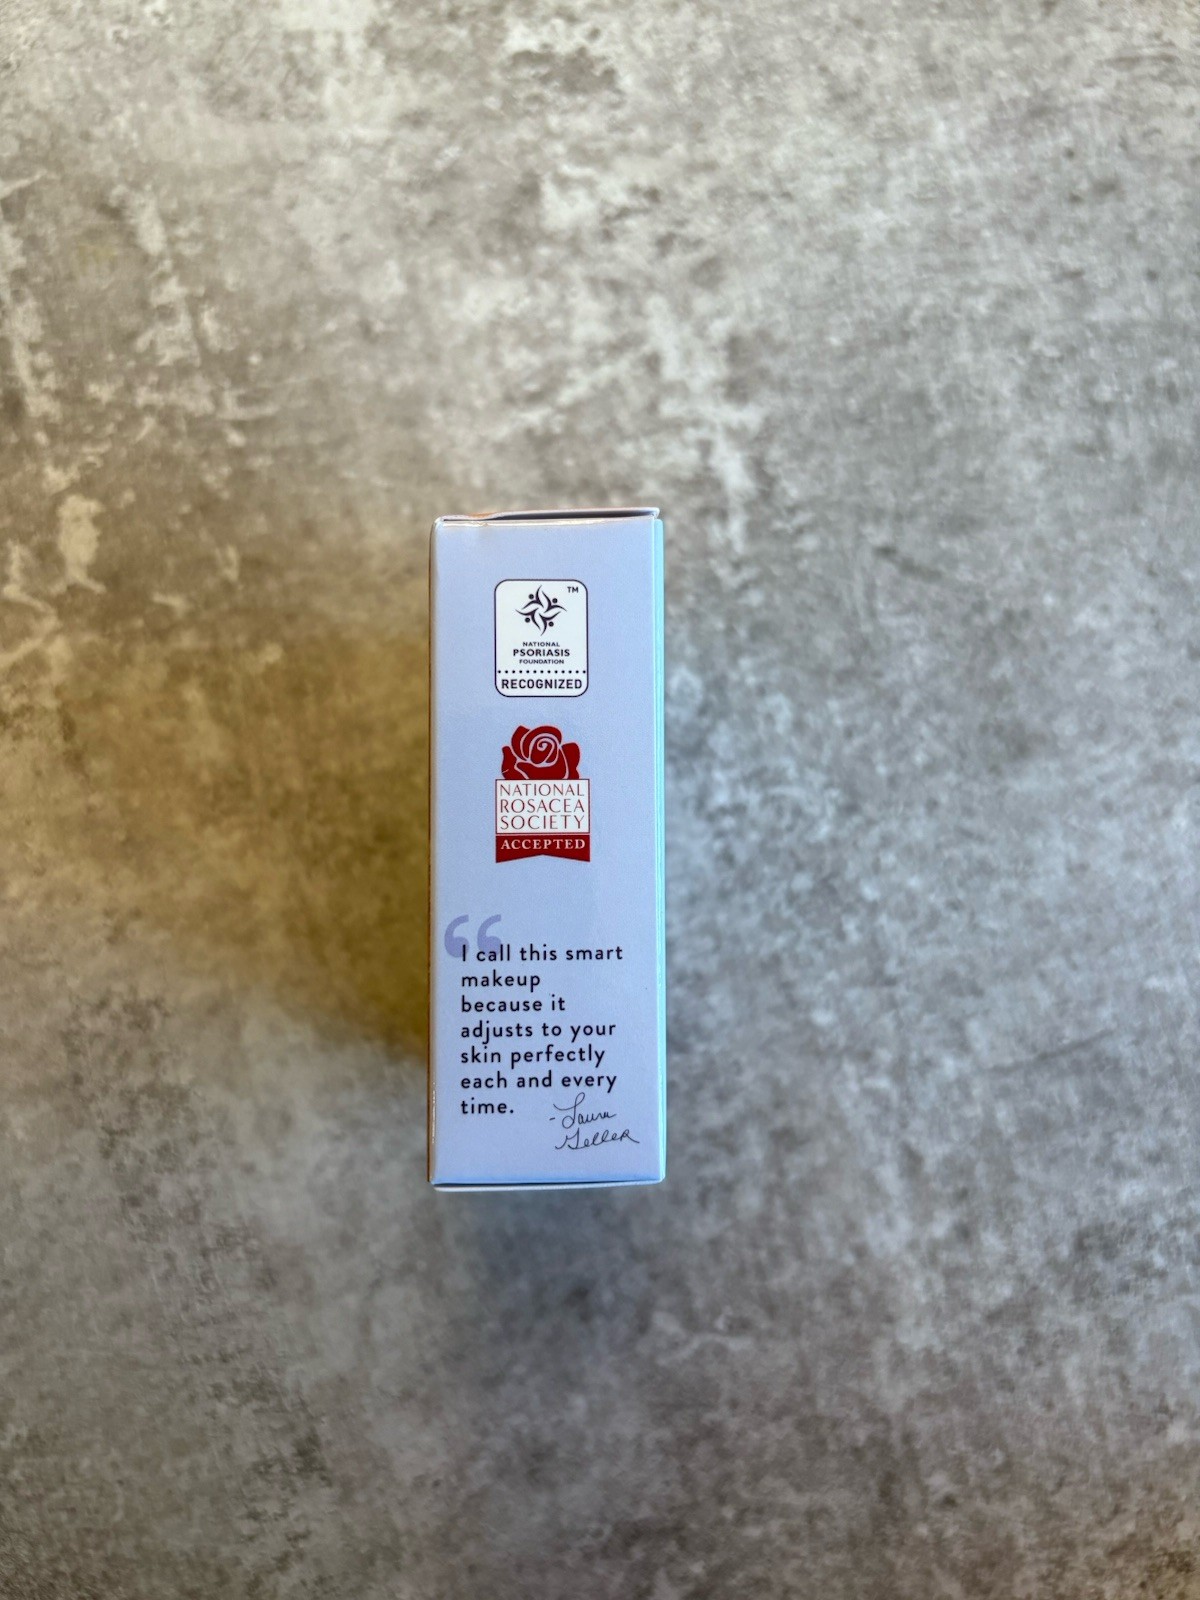 TM
NATIONAL
PSORIASIS
FOUNDATION
RECOGNIZED
NATIONAL
ROSACEA
SOCIETY
ACCEPTED
“I call this smart
makeup
because it
adjusts to your
skin perfectly
each and every
time.
-Laura
Geller